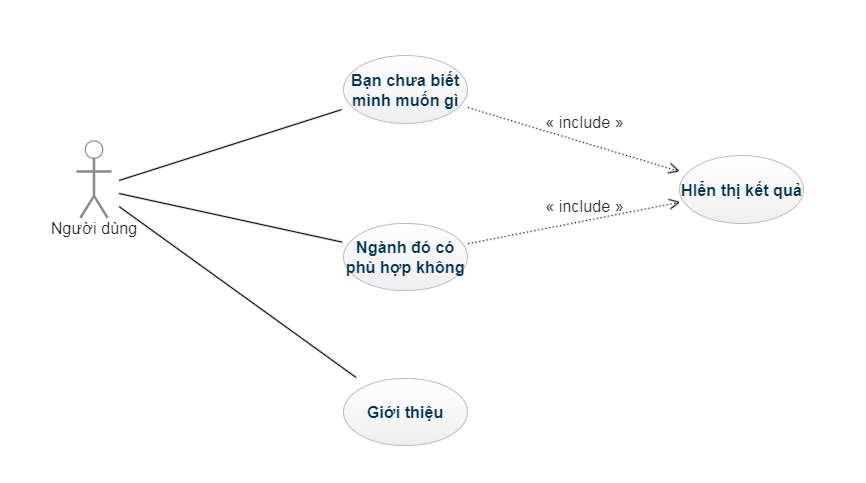 Bạn chưa biết
mình muốn gì
« include »
HIển thị kết quả
« include »
Người dùng
Ngành đó có
phù hợp không
Giới thiệu